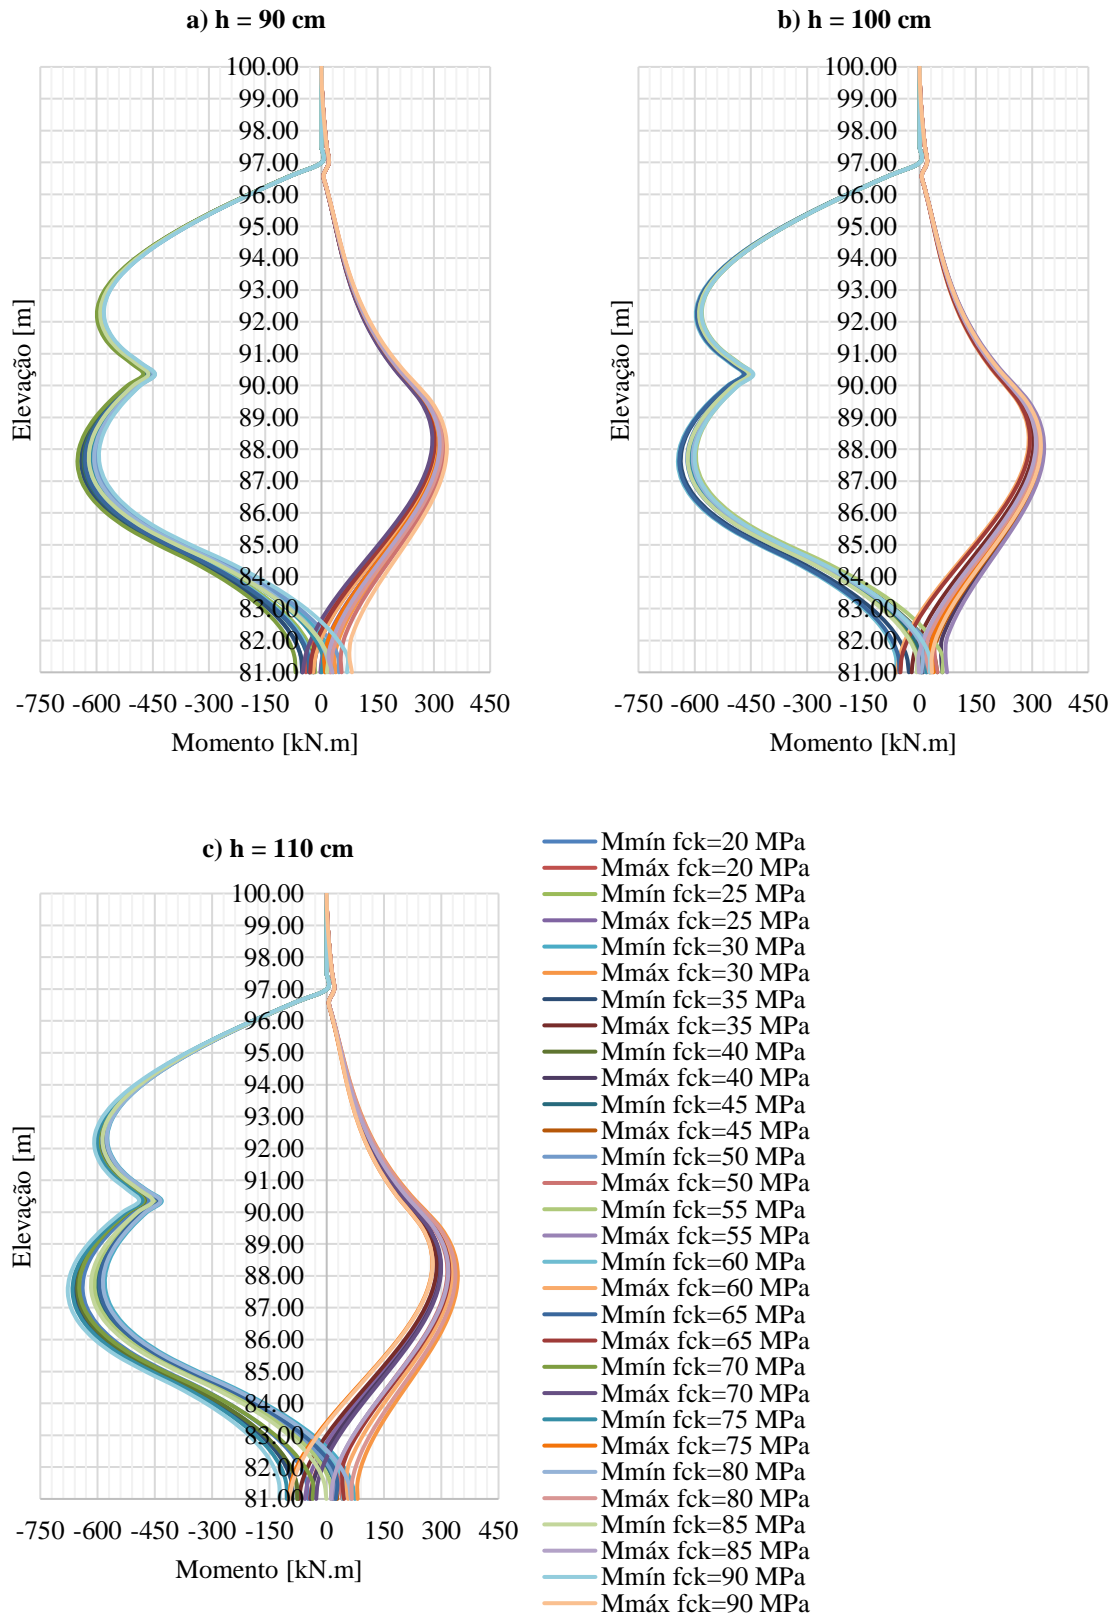 a) h = 90 cm
100.00
99.00
98.00
97.00
96.00
95.00
94.00
93.00
92.00
91.00
90.00
89.00
88.00
87.00
86.00
85.00
84.00
83.00
82.00
81.00
-750 -600 -450 -300 -150 0 150 300 450
Elevação [m]
Momento [kN.m]
b) h = 100 cm
100.00
99.00
98.00
97.00
96.00
95.00
94.00
93.00
92.00
91.00
90.00
89.00
88.00
87.00
86.00
85.00
84.00
83.00
82.00
81.00
-750 -600 -450 -300 -150 0 150 300 450
Elevação [m]
Momento [kN.m]
c) h = 110 cm
100.00
99.00
98.00
97.00
96.00
95.00
94.00
93.00
92.00
91.00
90.00
89.00
88.00
87.00
86.00
85.00
84.00
83.00
82.00
81.00
-750 -600 -450 -300 -150 0 150 300 450
Elevação [m]
Momento [kN.m]
Mmín fck=20 MPa
Mmáx fck=20 MPa
Mmín fck=25 MPa
Mmáx fck=25 MPa
Mmín fck=30 MPa
Mmáx fck=30 MPa
Mmín fck=35 MPa
Mmáx fck=35 MPa
Mmín fck=40 MPa
Mmáx fck=40 MPa
Mmín fck=45 MPa
Mmáx fck=45 MPa
Mmín fck=50 MPa
Mmáx fck=50 MPa
Mmín fck=55 MPa
Mmáx fck=55 MPa
Mmín fck=60 MPa
Mmáx fck=60 MPa
Mmín fck=65 MPa
Mmáx fck=65 MPa
Mmín fck=70 MPa
Mmáx fck=70 MPa
Mmín fck=75 MPa
Mmáx fck=75 MPa
Mmín fck=80 MPa
Mmáx fck=80 MPa
Mmín fck=85 MPa
Mmáx fck=85 MPa
Mmín fck=90 MPa
Mmáx fck=90 MPa